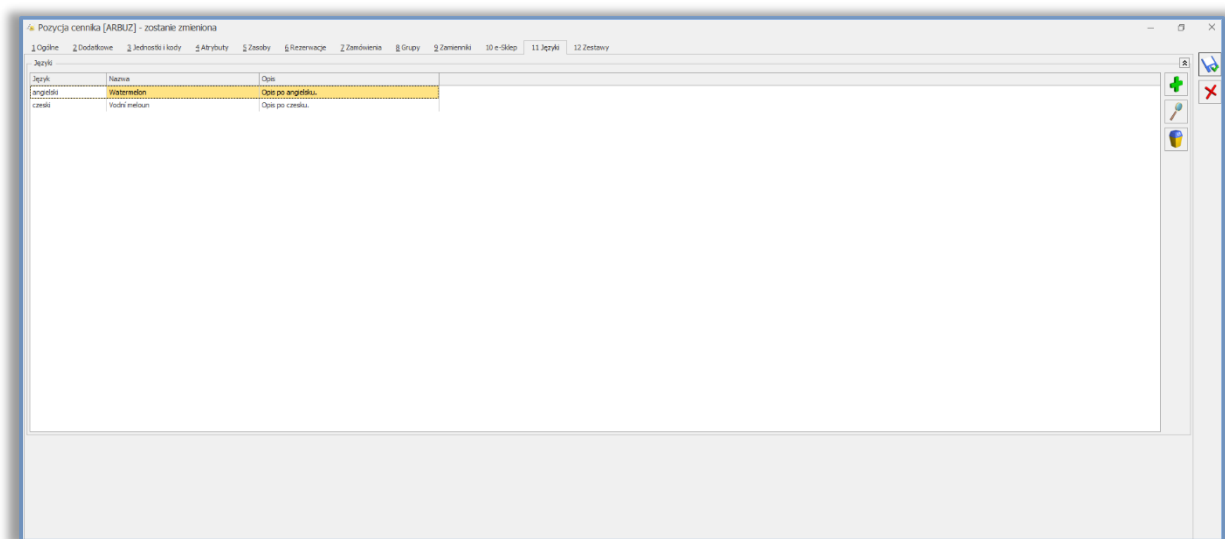 Pozycja cennika [ARBUZ] - zostanie zmieniona
1 Ogólne 2 Dodatkowe 3 Jednostki i kody 4 Atrybuty 5 Zasoby 6 Rezerwacje 7 Zamówienia 8 Grupy 9 Zamienniki 10 e-Sklep 11 Języki 12 Zestawy
Języki
Język Nazwa Opis
angielski Watermelon Opis po angielsku.
czeski Vodní meloun Opis po czesku.